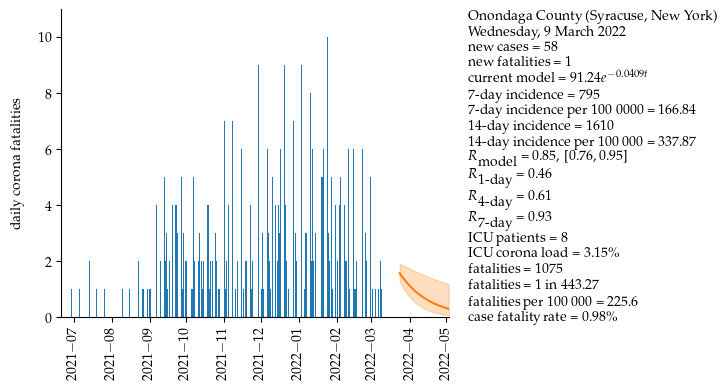 Onondaga County (Syracuse, New York)
Wednesday, 9 March 2022
new cases = 58
new fatalities = 1
current model = 91.24e^−0.0409t
7-day incidence = 795
7-day incidence per 100 0000 = 166.84
14-day incidence = 1610
14-day incidence per 100 000 = 337.87
Rmodel = 0.85, [0.76, 0.95]
R1-day = 0.46
R4-day = 0.61
R7-day = 0.93
ICU patients = 8
ICU corona load = 3.15%
fatalities = 1075
fatalities = 1 in 443.27
fatalities per 100 000 = 225.6
case fatality rate = 0.98%
daily corona fatalities
10
8
6
4
2
0
2021−07
2021−08
2021−09
2021−10
2021−11
2021−12
2022−01
2022−02
2022−03
2022−04
2022−05